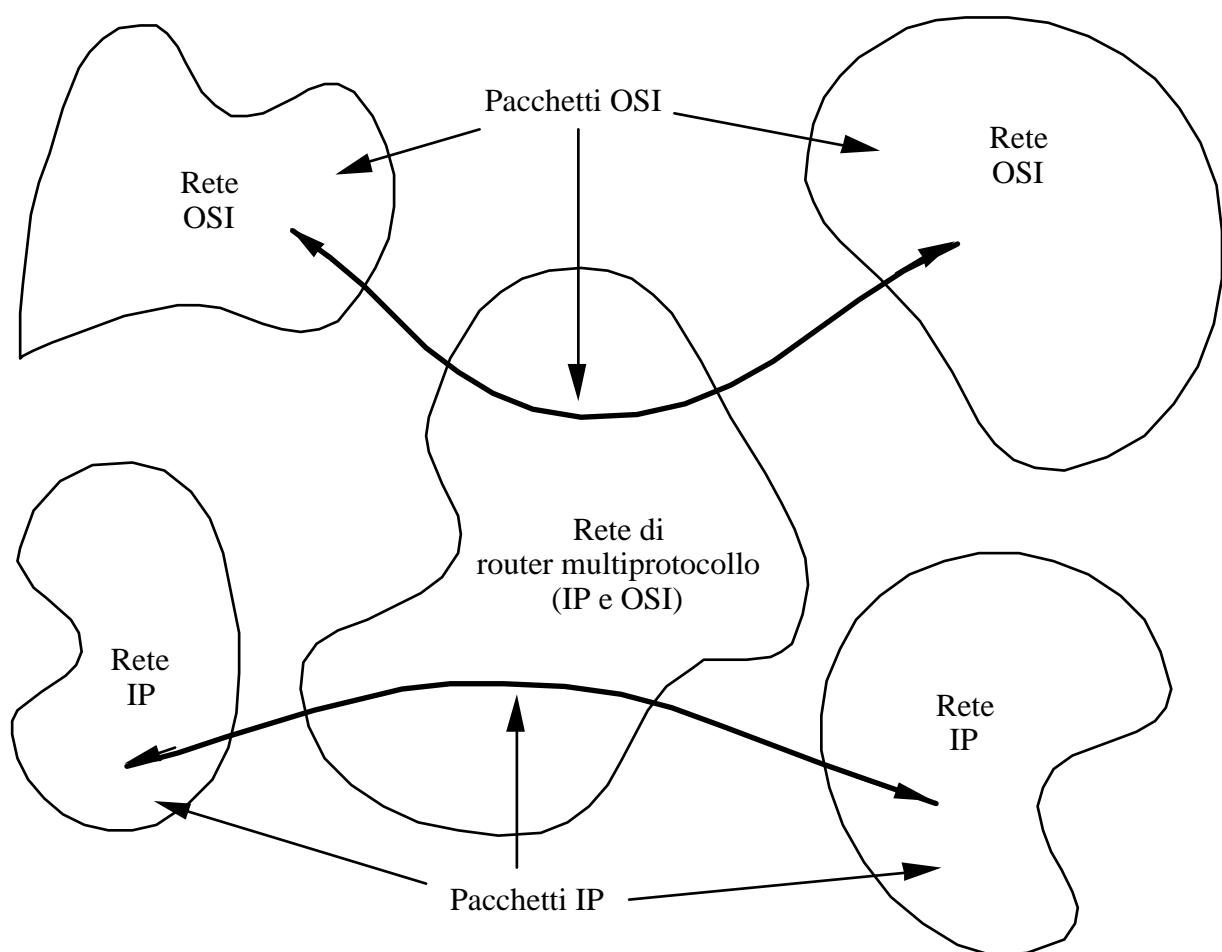 Pacchetti OSI
Rete
OSI
Rete
OSI
Rete di
router multiprotocollo
(IP e OSI)
Rete
IP
Rete
IP
Pacchetti IP